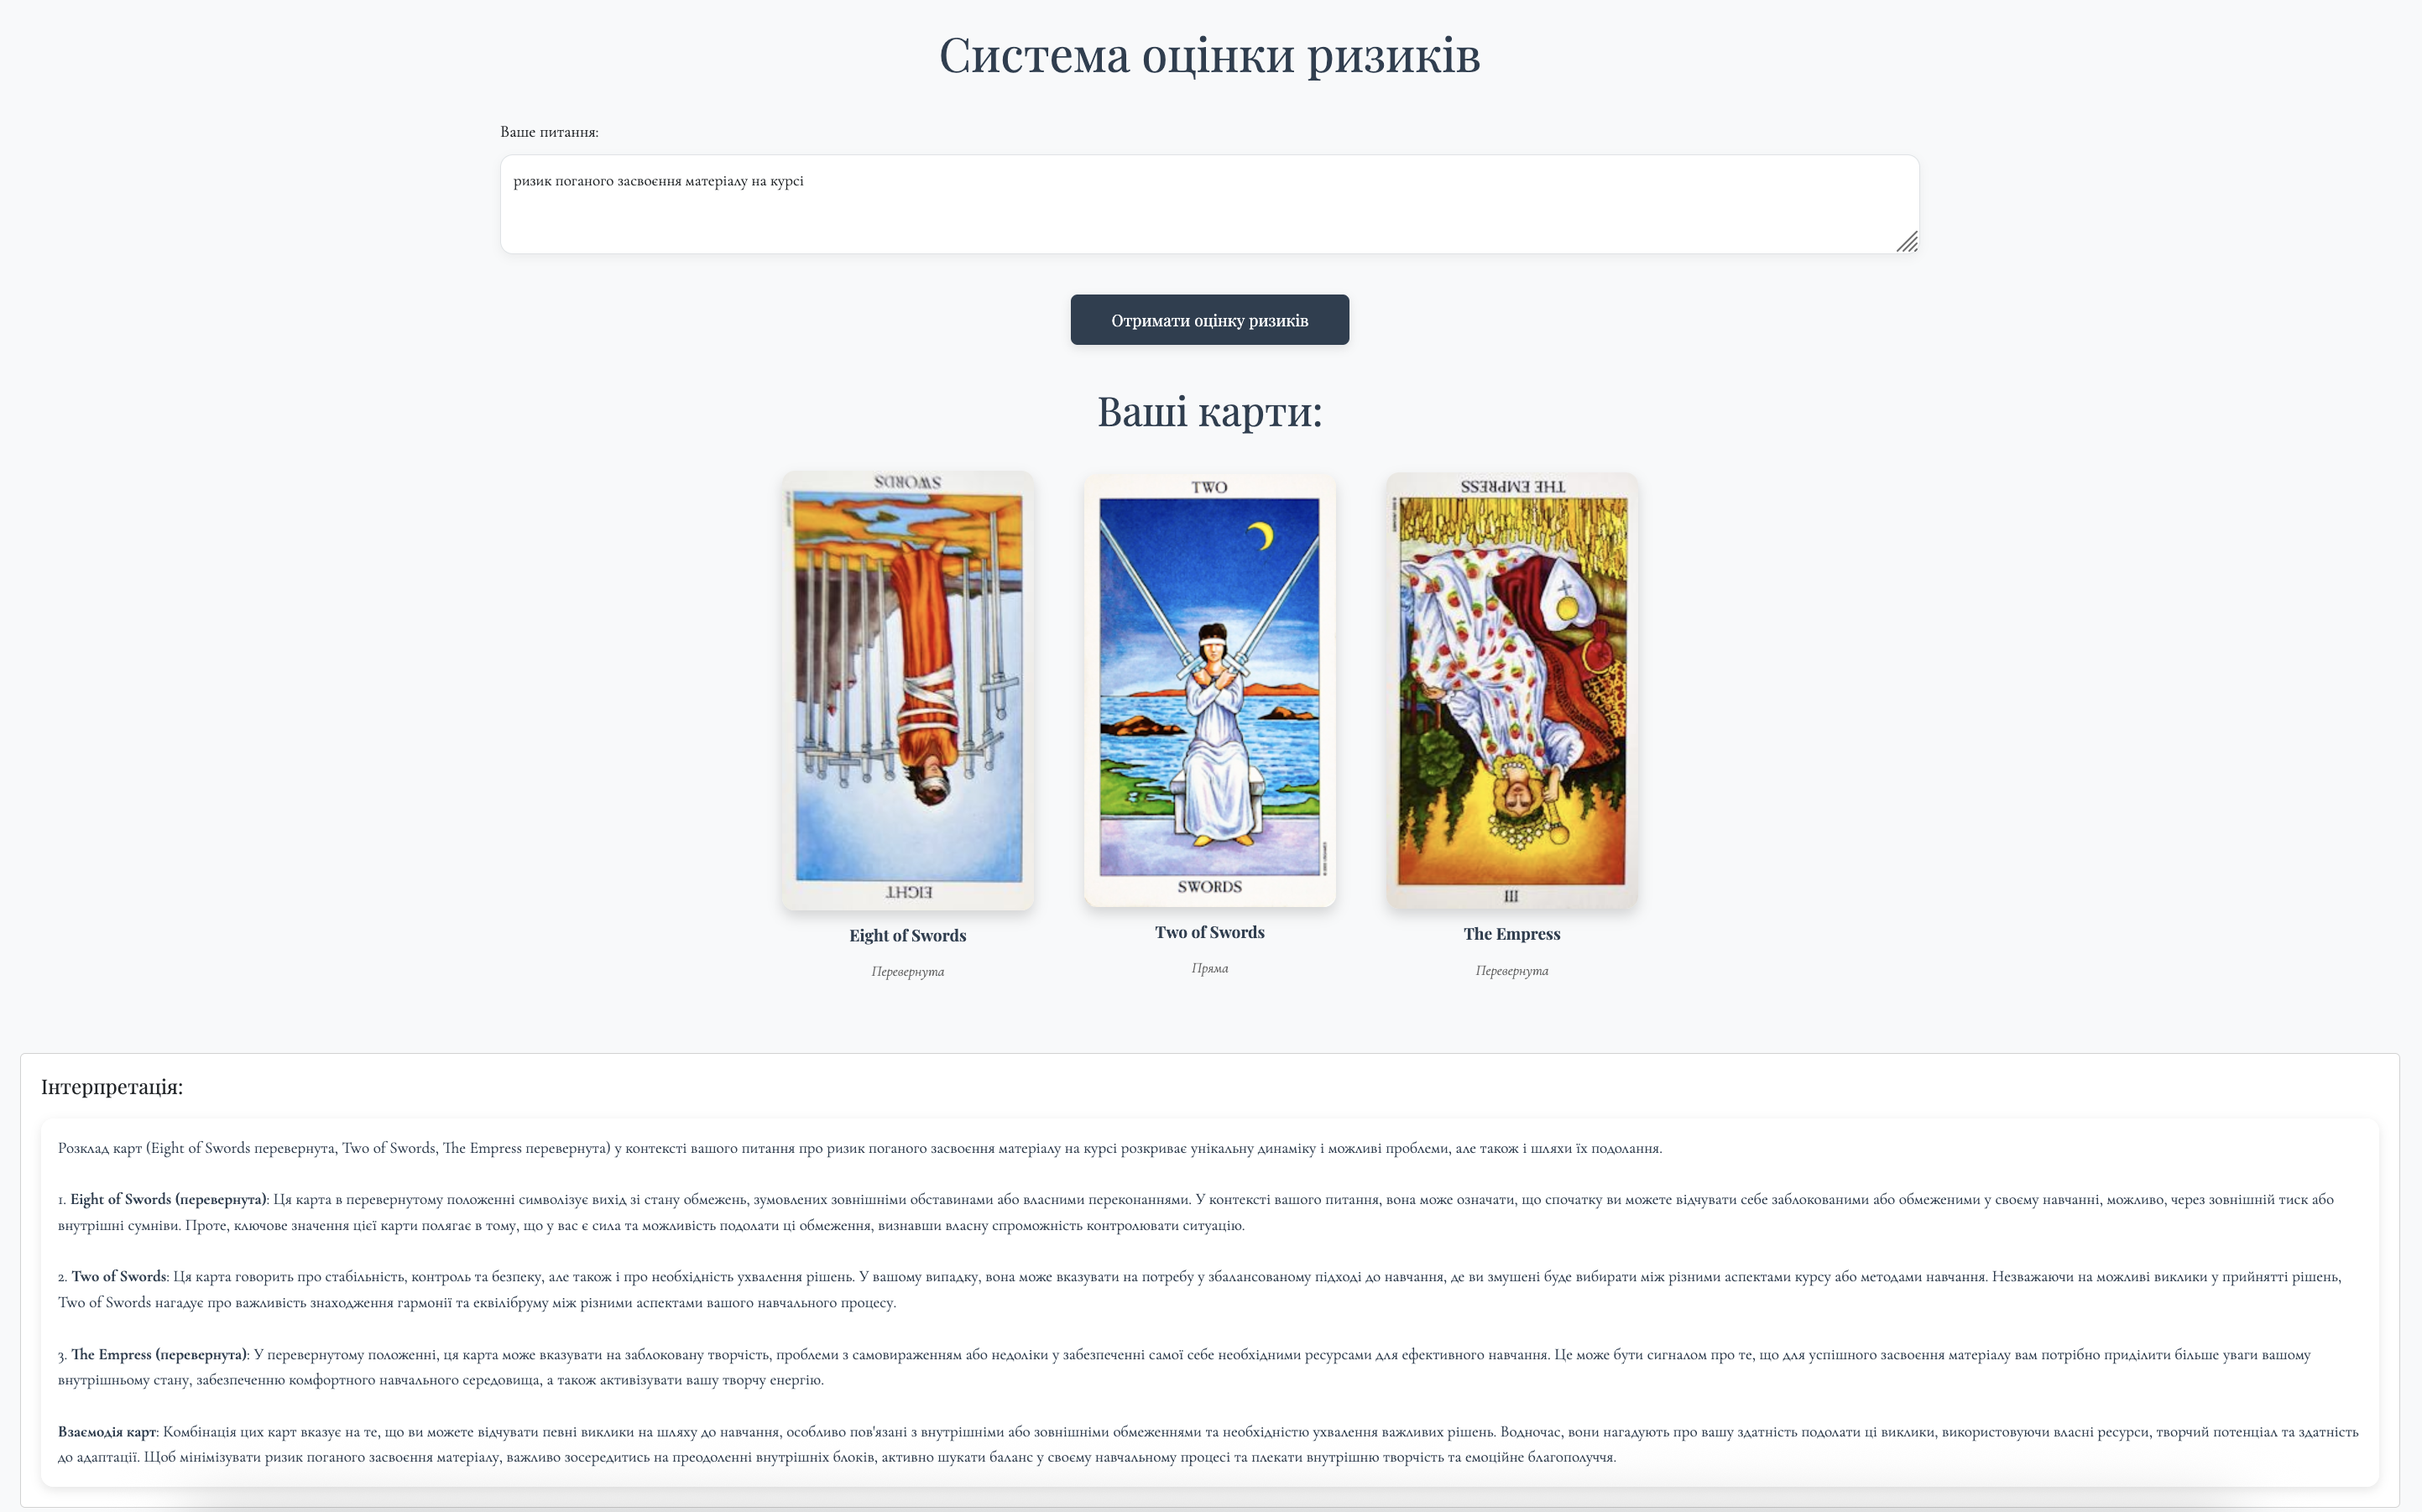 Система оцінки ризиків
Ваше питання:
ризик поганого засвоєння матеріалу на курсі
Отримати оцінку ризиків
Ваші карти:
SWORDS
EIGHT
TWO
SWORDS
THE EMPRESS
III
Eight of Swords
Two of Swords
The Empress
Перевернута
Пряма
Перевернута
Інтерпретація:
Розклад карт (Eight of Swords перевернута, Two of Swords, The Empress перевернута) у контексті вашого питання про ризик поганого засвоєння матеріалу на курсі розкриває унікальну динаміку і можливі проблеми, але також і шляхи їх подолання.
1. Eight of Swords (перевернута): Ця карта в перевернутому положенні символізує вихід зі стану обмежень, зумовлених зовнішніми обставинами або власними переконаннями. У контексті вашого питання, вона може означати, що спочатку ви можете відчувати себе заблокованими або обмеженими у своєму навчанні, можливо, через зовнішній тиск або
внутрішні сумніви. Проте, ключове значення цієї карти полягає в тому, що у вас є сила та можливість подолати ці обмеження, визнавши власну спроможність контролювати ситуацію.
2. Two of Swords: Ця карта говорить про стабільність, контроль та безпеку, але також і про необхідність ухвалення рішень. У вашому випадку, вона може вказувати на потребу у збалансованому підході до навчання, де ви змушені буде вибирати між різними аспектами курсу або методами навчання. Незважаючи на можливі виклики у прийнятті рішень,
Two of Swords нагадує про важливість знаходження гармонії та еквілібруму між різними аспектами вашого навчального процесу.
3. The Empress (перевернута): У перевернутому положенні, ця карта може вказувати на заблоковану творчість, проблеми з самовираженням або недоліки у забезпеченні самої себе необхідними ресурсами для ефективного навчання. Це може бути сигналом про те, що для успішного засвоєння матеріалу вам потрібно приділити більше уваги вашому
внутрішньому стану, забезпеченню комфортного навчального середовища, а також активізувати вашу творчу енергію.
Взаємодія карт: Комбінація цих карт вказує на те, що ви можете відчувати певні виклики на шляху до навчання, особливо пов'язані з внутрішніми або зовнішніми обмеженнями та необхідністю ухвалення важливих рішень. Водночас, вони нагадують про вашу здатність подолати ці виклики, використовуючи власні ресурси, творчий потенціал та здатність
до адаптації. Щоб мінімізувати ризик поганого засвоєння матеріалу, важливо зосередитись на преодоленні внутрішніх блоків, активно шукати баланс у своєму навчальному процесі та плекати внутрішню творчість та емоційне благополуччя.